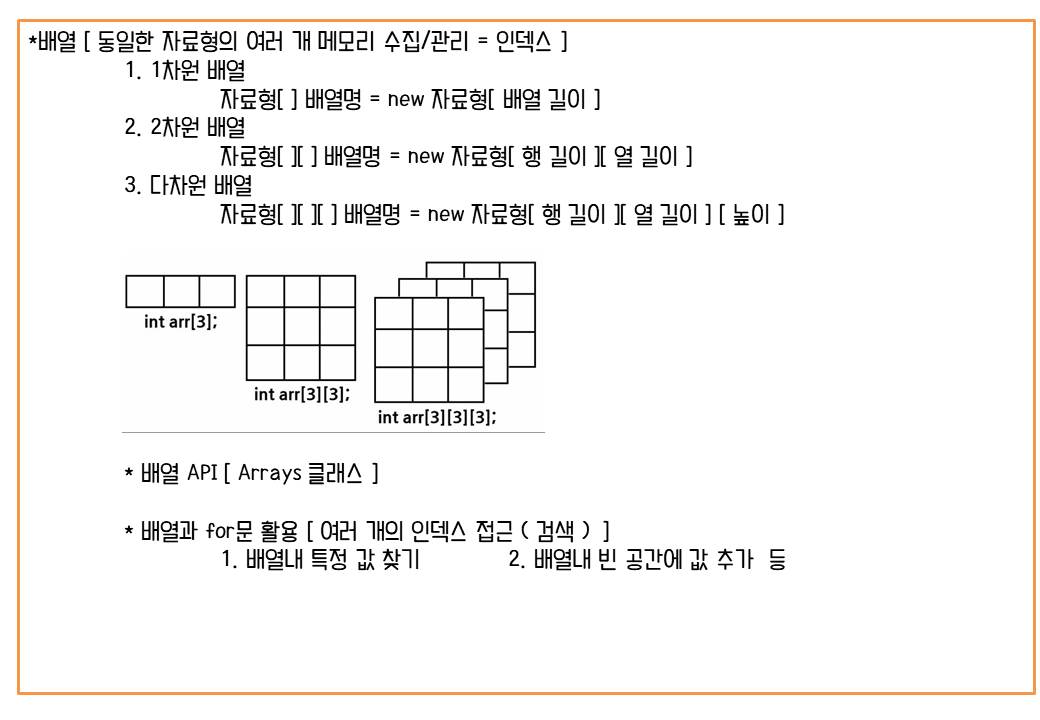 *배열 [ 동일한 자료형의 여러 개 메모리 수집/관리 = 인덱스 ]
1. 1차원 배열
자료형[ ] 배열명 = new 자료형[ 배열 길이 ]
2. 2차원 배열
자료형[ ][ ] 배열명 = new 자료형[ 행 길이 ][ 열 길이 ]
3. 다차원 배열
자료형[ ][ ][ ] 배열명 = new 자료형[ 행 길이 ][ 열 길이 ] [ 높이 ]
int arr[3];
int arr[3][3];
int arr[3][3][3];
* 배열 API [ Arrays 클래스 ]
* 배열과 for문 활용 [ 여러 개의 인덱스 접근 ( 검색 ) ]
1. 배열내 특정 값 찾기 2. 배열내 빈 공간에 값 추가 등